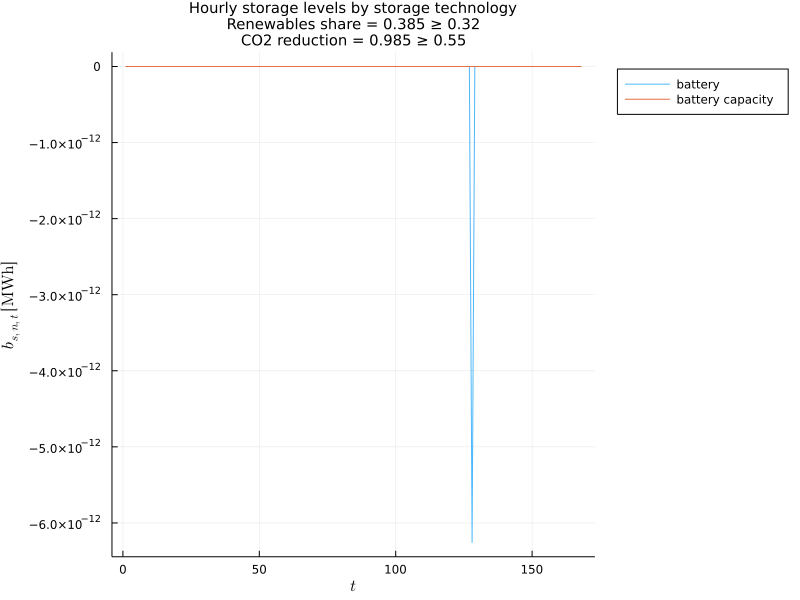 Hourly storage levels by storage technology
Renewables share = 0.385 ≥ 0.32
CO2 reduction = 0.985 ≥ 0.55
0
−1.0×10⁻¹²
−2.0×10⁻¹²
−3.0×10⁻¹²
−4.0×10⁻¹²
−5.0×10⁻¹²
−6.0×10⁻¹²
b_{s,n,t} [MWh]
0 50 100 150
t
battery
battery capacity